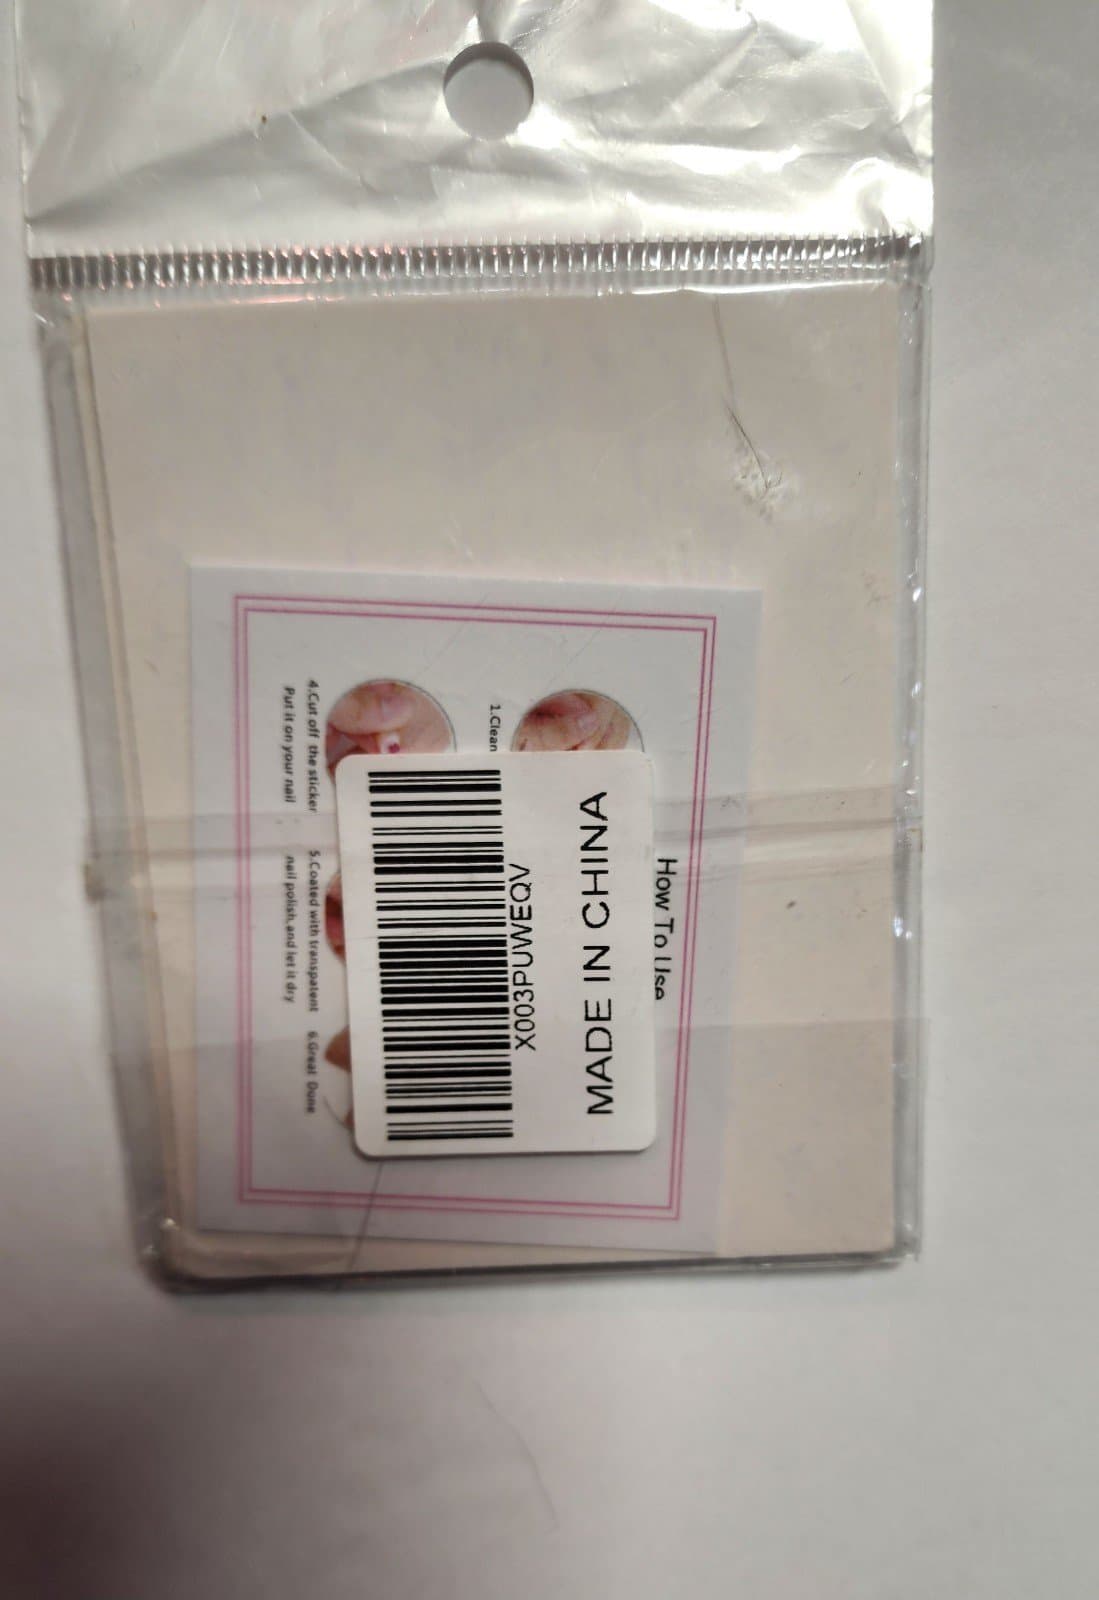 How To Use
1.Clean
4.Cut off the sticker
Put it on your nail
5.Coated with transpatent
nail polish,and let it dry
6.Great Done
X003PUWEQV
MADE IN CHINA